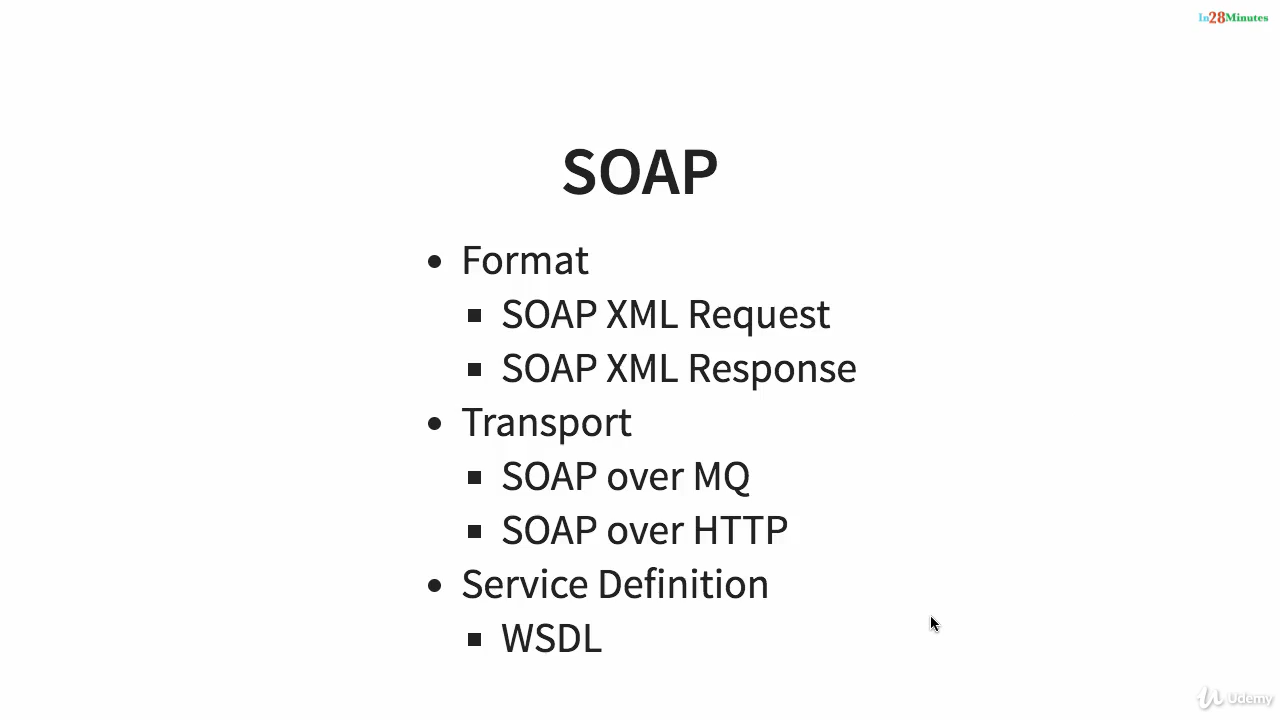 In28Minutes
SOAP
Format
SOAP XML Request
SOAP XML Response
Transport
SOAP over MQ
SOAP over HTTP
Service Definition
WSDL
Udemy